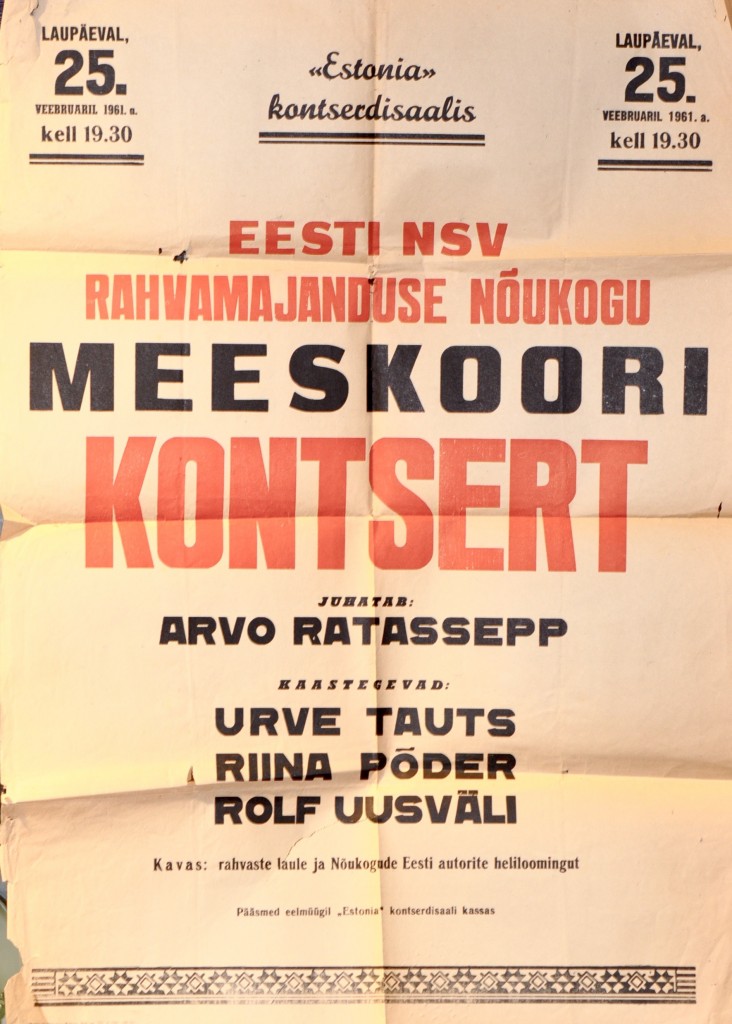 LAUPÄEVAL,
25.
VEEBRUARIL 1961. a.
kell 19.30
«Estonia»
kontserdisaalis
LAUPÄEVAL,
25.
VEEBRUARIL 1961. a.
kell 19.30
EESTI NSV
RAHVAMAJANDUSE NÕUKOGU
MEESKOORI
KONTSERT
JUHATAB:
ARVO RATASSEPP
KAASTEGEVAD:
URVE TAUTS
RIINA PÕDER
ROLF UUSVÄLI
Kavas: rahvaste laule ja Nõukogude Eesti autorite heliloomingut
Pääsmed eelmüügil „Estonia“ kontserdisaali kassas